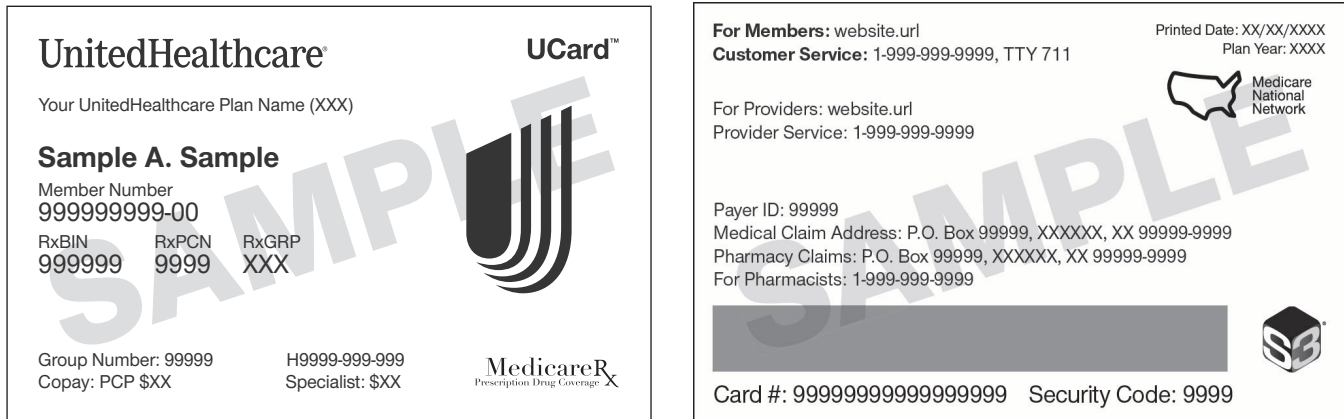 UnitedHealthcare®
UCard™
Your UnitedHealthcare Plan Name (XXX)
Sample A. Sample
Member Number
999999999-00
RxBIN RxPCN RxGRP
999999 9999 XXX
Group Number: 99999 H9999-999-999
Copay: PCP $XX Specialist: $XX
MedicareRx
Prescription Drug Coverage
SAMPLE
For Members: website.url
Customer Service: 1-999-999-9999, TTY 711
Printed Date: XX/XX/XXXX
Plan Year: XXXX
Medicare
National
Network
For Providers: website.url
Provider Service: 1-999-999-9999
Payer ID: 99999
Medical Claim Address: P.O. Box 99999, XXXXXX, XX 99999-9999
Pharmacy Claims: P.O. Box 99999, XXXXXX, XX 99999-9999
For Pharmacists: 1-999-999-9999
S3®
Card #: 99999999999999999 Security Code: 9999
SAMPLE